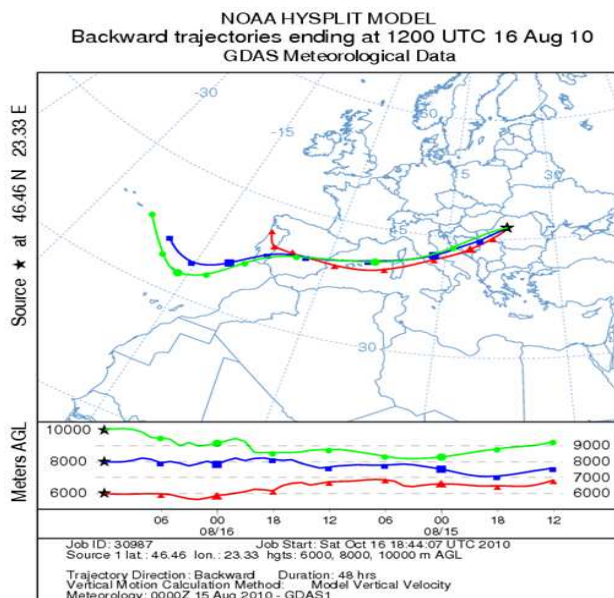 NOAA HYSPLIT MODEL
Backward trajectories ending at 1200 UTC 16 Aug 10
GDAS Meteorological Data
Source ★ at 46.46 N 23.33 E
-30
-15
60
15
30
45
30
Meters AGL
10000
8000
6000
9000
8000
7000
6000
06 00 18 12 06 00 18 12
08/16 08/15
Job ID: 30987 Job Start: Sat Oct 16 18:44:07 UTC 2010
Source 1 lat.: 46.46 lon.: 23.33 hgts: 6000, 8000, 10000 m AGL
Trajectory Direction: Backward Duration: 48 hrs
Vertical Motion Calculation Method: Model Vertical Velocity
Meteorology: 0000Z 15 Aug 2010 - GDAS1